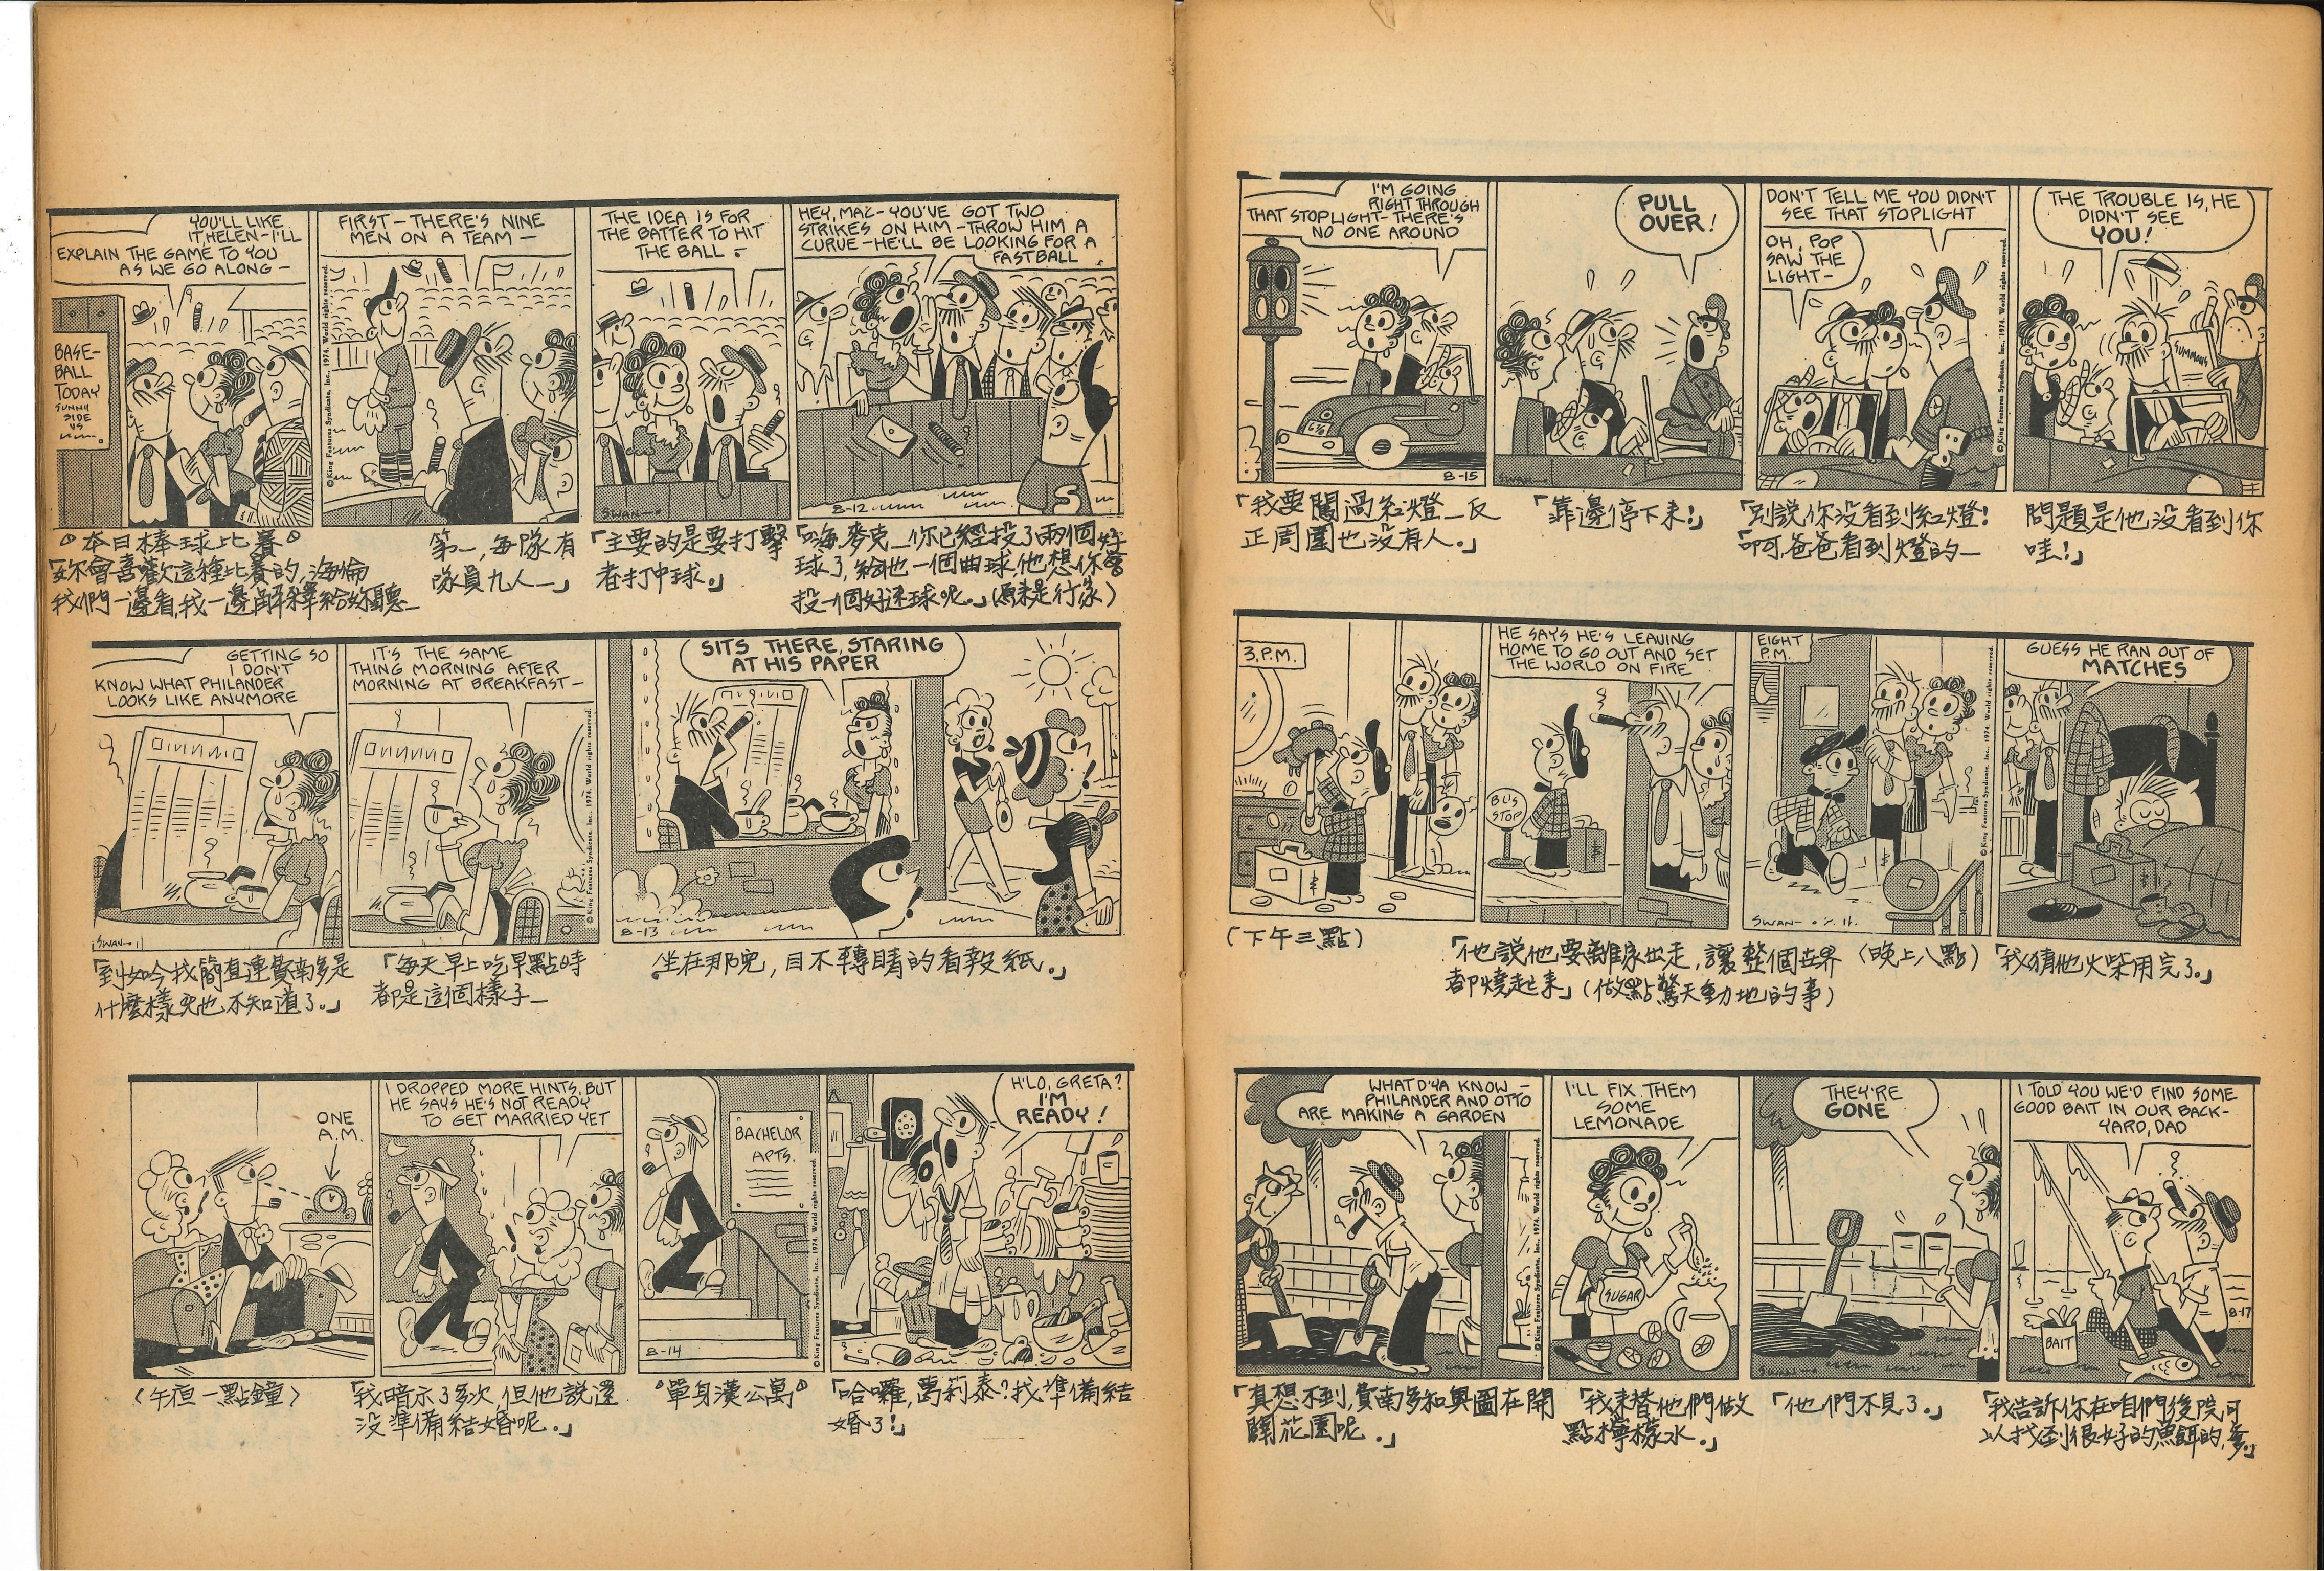 YOU'LL LIKE
IT, HELEN - I'LL
EXPLAIN THE GAME TO YOU
AS WE GO ALONG -
BASE-
BALL
TODAY
SUNNY
SIDE
VS
FIRST - THERE'S NINE
MEN ON A TEAM -
© King Features Syndicate, Inc., 1974. World rights reserved.
THE IDEA IS FOR
THE BATTER TO HIT
THE BALL -
SWAN
HEY, MAC - YOU'VE GOT TWO
STRIKES ON HIM - THROW HIM A
CURVE - HE'LL BE LOOKING FOR A
FASTBALL
S
8-12
本日棒球比賽
「妳會喜歡這種比賽的,海倫
我們一邊看,我一邊解釋給妳聽—
第一,每隊有
隊員九人—」
「主要的是要打擊
者打中球。」
「嗨,麥克—你已經投了兩個好
球了,給他一個曲球,他想你會
投一個好速球呢。」(原來是行家)
GETTING SO
I DON'T
KNOW WHAT PHILANDER
LOOKS LIKE ANYMORE
SWAN
IT'S THE SAME
THING MORNING AFTER
MORNING AT BREAKFAST -
© King Features Syndicate, Inc., 1974. World rights reserved.
SITS THERE, STARING
AT HIS PAPER
8-13
「到如今我簡直連費南多是
什麼樣兒也不知道了。」
「每天早上吃早點時
都是這個樣子—
坐在那兒,目不轉睛的看報紙。」
ONE
A.M.
I DROPPED MORE HINTS, BUT
HE SAYS HE'S NOT READY
TO GET MARRIED YET
BACHELOR
APTS.
© King Features Syndicate, Inc., 1974. World rights reserved.
8-14
H'LO, GRETA?
I'M
READY!
(午夜一點鐘)
「我暗示了多次,但他說還
沒準備結婚呢。」
單身漢公寓
「哈囉,葛莉泰?我準備結
婚了!」
I'M GOING
RIGHT THROUGH
THAT STOPLIGHT - THERE'S
NO ONE AROUND
8-15
PULL
OVER!
SWAN
DON'T TELL ME YOU DIDN'T
SEE THAT STOPLIGHT
OH, POP
SAW THE
LIGHT -
© King Features Syndicate, Inc., 1974. World rights reserved.
THE TROUBLE IS, HE
DIDN'T SEE
YOU!
SUMMONS
「我要闖過紅燈—反
正周圍也沒有人。」
「靠邊停下來!」
「別說你沒看到紅燈!
「啊,爸爸看到燈的—
問題是他沒看到你
哇!」
3 P.M.
HE SAYS HE'S LEAVING
HOME TO GO OUT AND SET
THE WORLD ON FIRE
BUS
STOP
EIGHT
P.M.
SWAN
© King Features Syndicate, Inc., 1974. World rights reserved.
GUESS HE RAN OUT OF
MATCHES
(下午三點)
「他說他要離家出走,讓整個世界
都燒起來」(做點驚天動地的事)
(晚上八點)
「我猜他火柴用完了。」
WHAT D'YA KNOW -
PHILANDER AND OTTO
ARE MAKING A GARDEN
© King Features Syndicate, Inc., 1974. World rights reserved.
I'LL FIX THEM
SOME
LEMONADE
SUGAR
THEY'RE
GONE
SWAN
I TOLD YOU WE'D FIND SOME
GOOD BAIT IN OUR BACK-
YARD, DAD
BAIT
8-17
「真想不到,費南多和奧圖在開
闢花園呢。」
「我來替他們做
點檸檬水。」
「他們不見了。」
「我告訴你在咱們後院可
以找到很好的魚餌的,爹。」